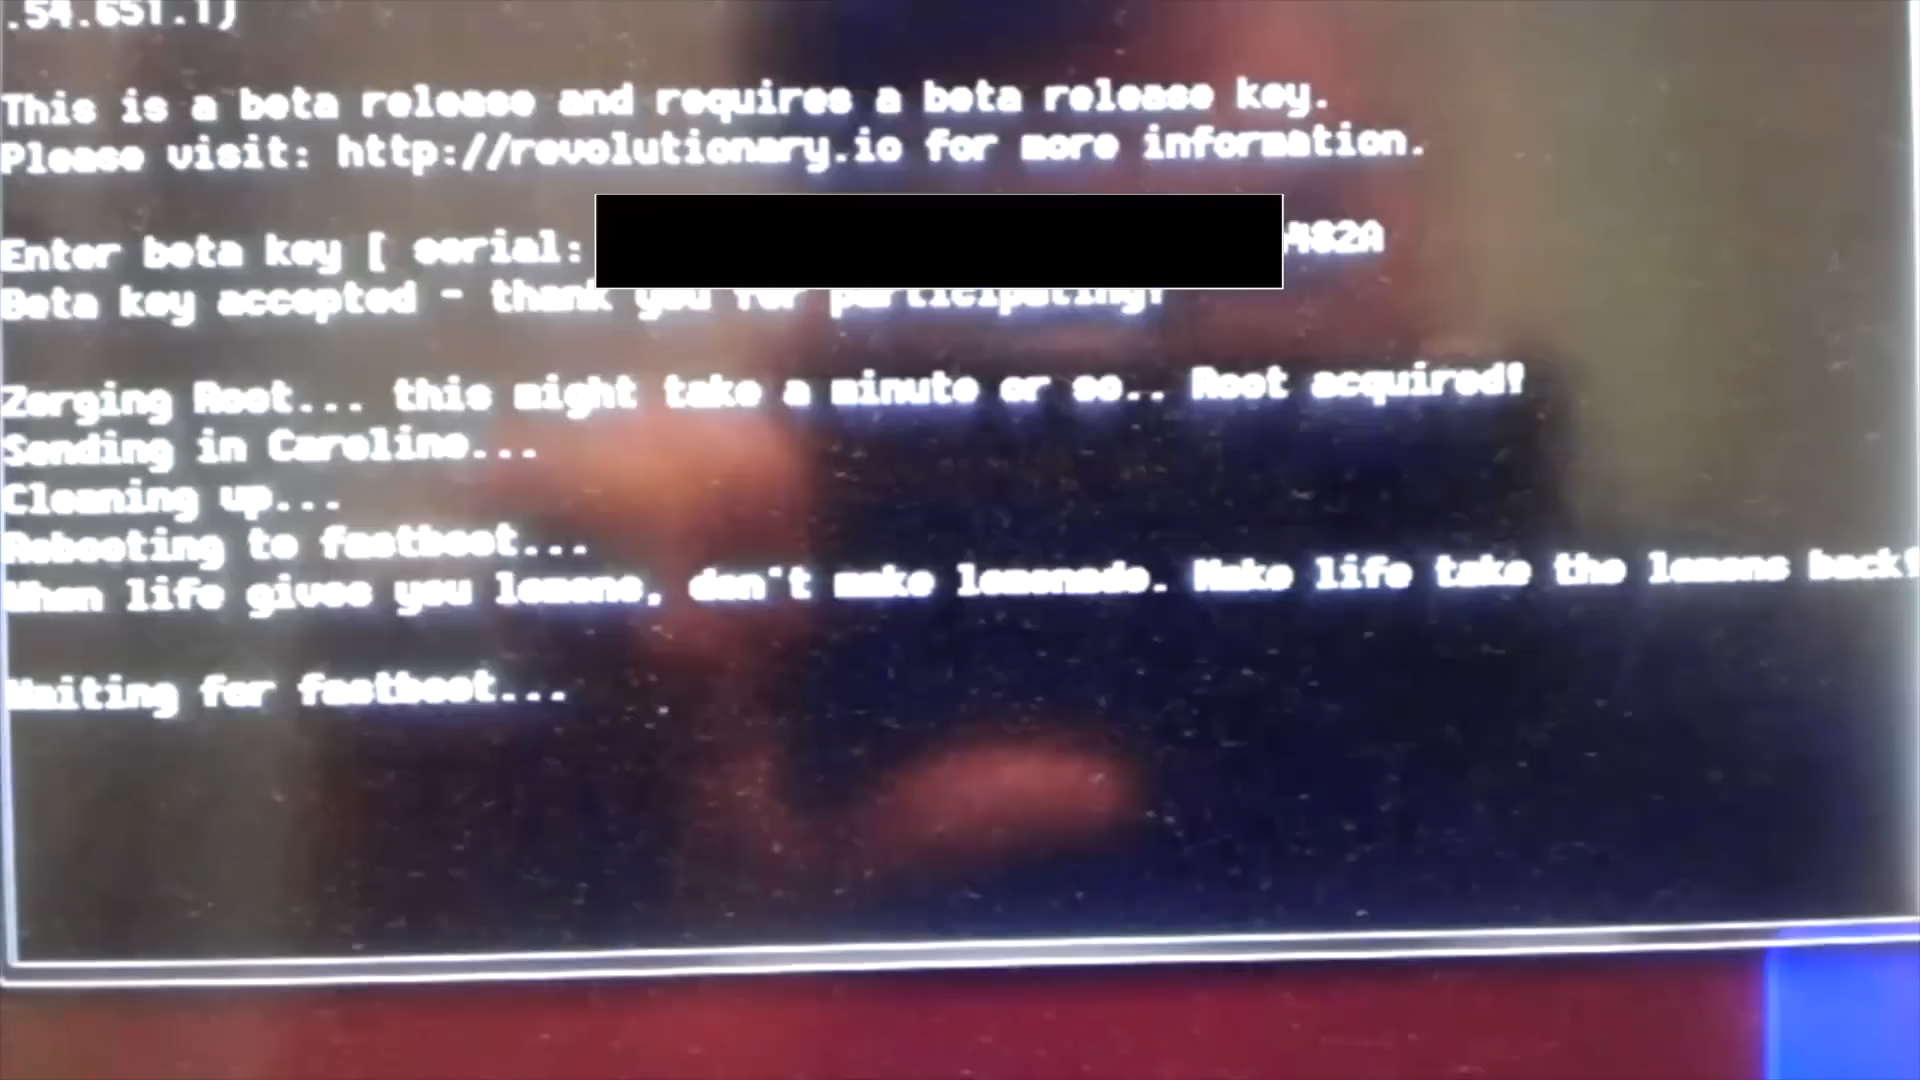 .54.651.1)
This is a beta release and requires a beta release key.
Please visit: http://revolutionary.io for more information.
Enter beta key [ serial: 482A
Beta key accepted - thank you for participating!
Zerging Root... this might take a minute or so.. Root acquired!
Sending in Caroline...
Cleaning up...
Rebooting to fastboot...
When life gives you lemons, don't make lemonade. Make life take the lemons back!
Waiting for fastboot...